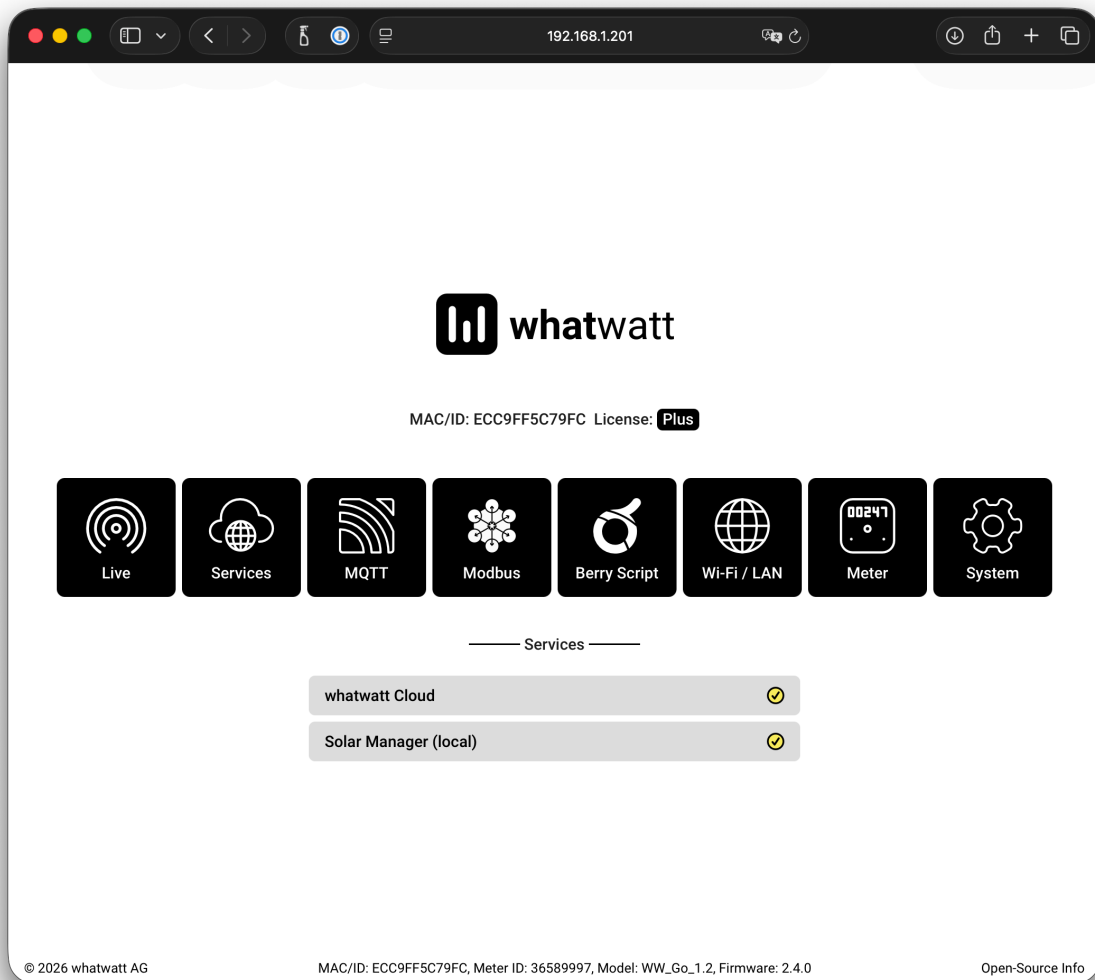 192.168.1.201
whatwatt
MAC/ID: ECC9FF5C79FC License: Plus
Live
Services
MQTT
Modbus
Berry Script
Wi-Fi / LAN
00247
Meter
System
Services
whatwatt Cloud
Solar Manager (local)
© 2026 whatwatt AG
MAC/ID: ECC9FF5C79FC, Meter ID: 36589997, Model: WW_Go_1.2, Firmware: 2.4.0
Open-Source Info